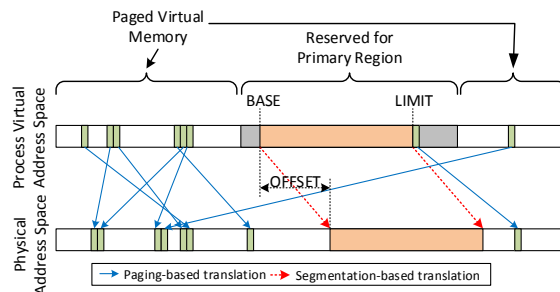 Paged Virtual
Memory
Reserved for
Primary Region
BASE
LIMIT
Process Virtual
Address Space
OFFSET
Physical
Address Space
Paging-based translation
Segmentation-based translation